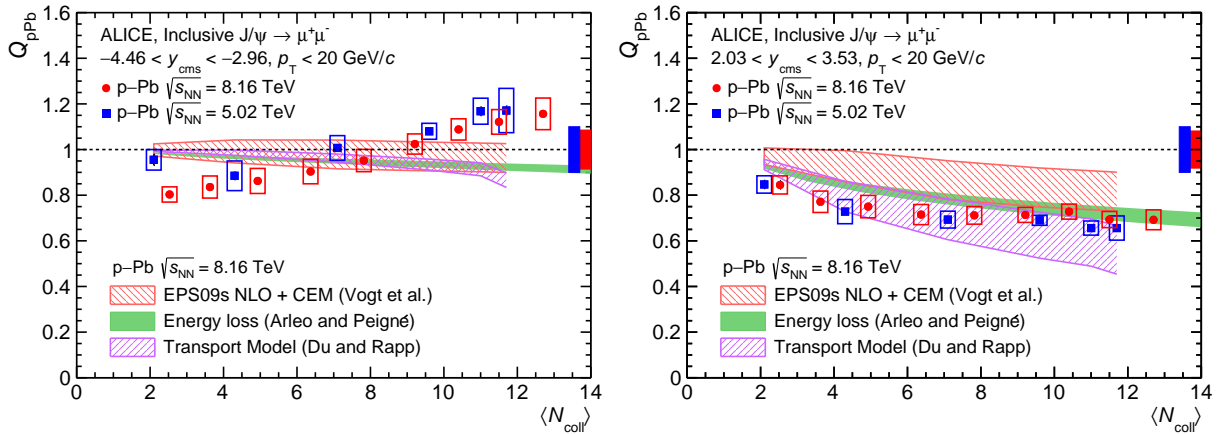 Q_pPb
1.6
1.4
1.2
1
0.8
0.6
0.4
0.2
0
ALICE, Inclusive J/ψ → μ⁺μ⁻
−4.46 < y_cms < −2.96, p_T < 20 GeV/c
p−Pb √s_NN = 8.16 TeV
p−Pb √s_NN = 5.02 TeV
p−Pb √s_NN = 8.16 TeV
EPS09s NLO + CEM (Vogt et al.)
Energy loss (Arleo and Peigné)
Transport Model (Du and Rapp)
0 2 4 6 8 10 12 14
⟨N_coll⟩
Q_pPb
1.6
1.4
1.2
1
0.8
0.6
0.4
0.2
0
ALICE, Inclusive J/ψ → μ⁺μ⁻
2.03 < y_cms < 3.53, p_T < 20 GeV/c
p−Pb √s_NN = 8.16 TeV
p−Pb √s_NN = 5.02 TeV
p−Pb √s_NN = 8.16 TeV
EPS09s NLO + CEM (Vogt et al.)
Energy loss (Arleo and Peigné)
Transport Model (Du and Rapp)
0 2 4 6 8 10 12 14
⟨N_coll⟩